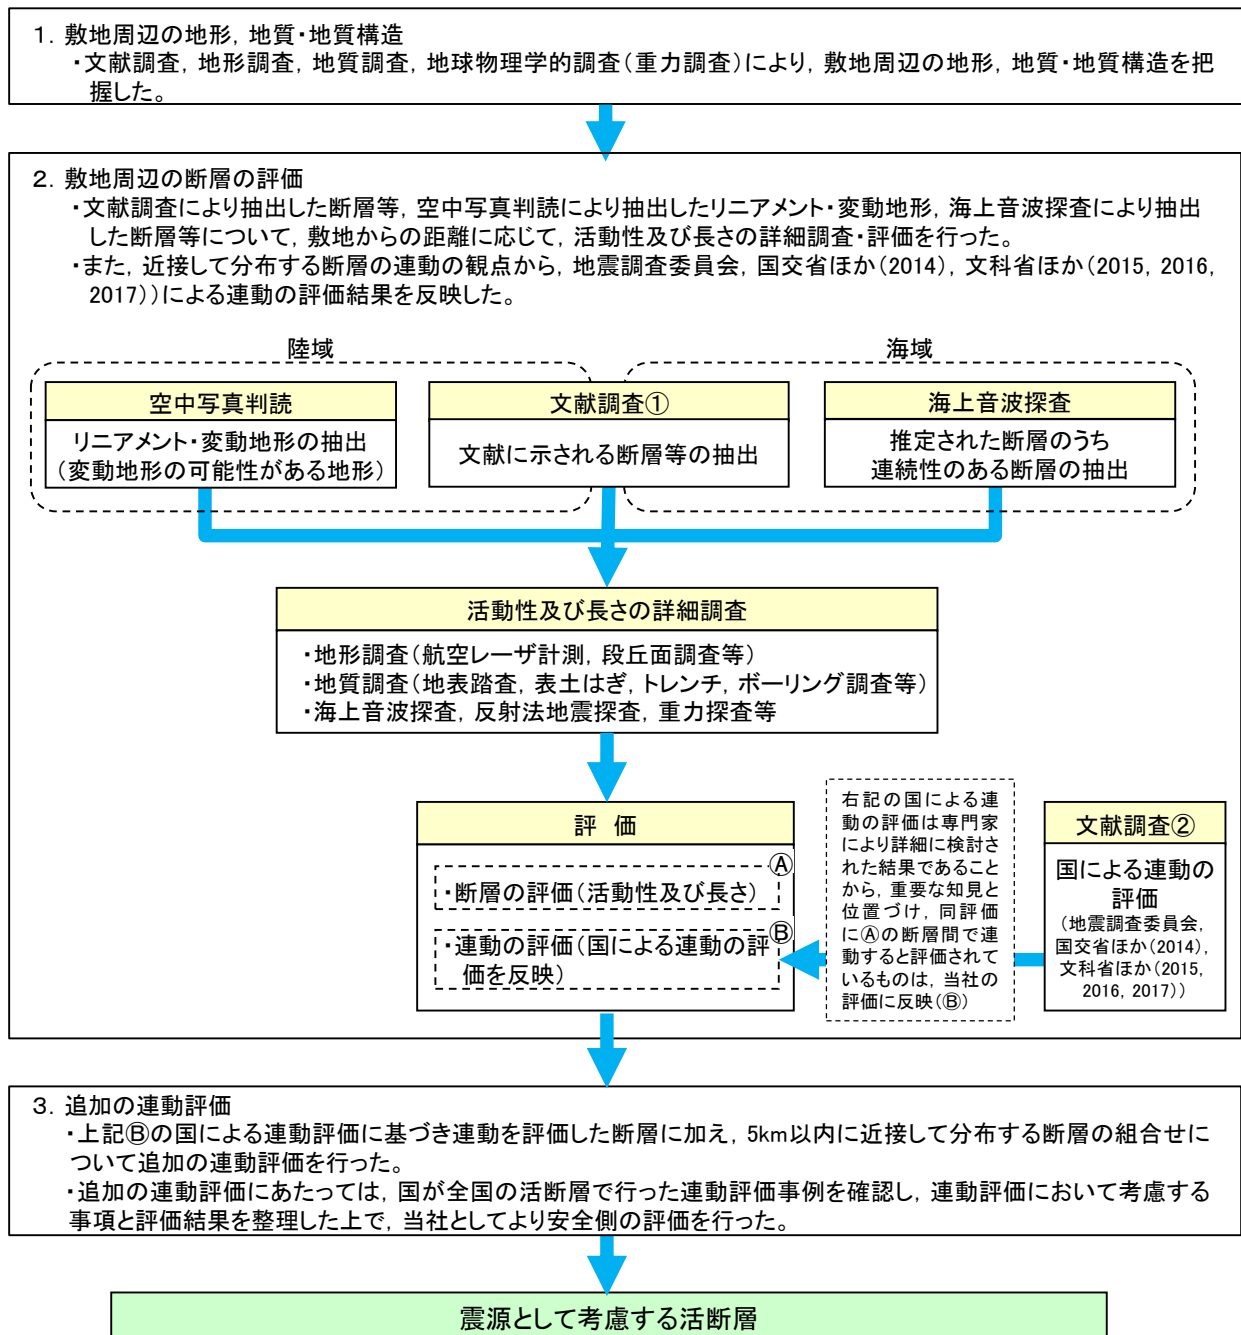 1．敷地周辺の地形，地質・地質構造
・文献調査，地形調査，地質調査，地球物理学的調査（重力調査）により，敷地周辺の地形，地質・地質構造を把
握した。
2．敷地周辺の断層の評価
・文献調査により抽出した断層等，空中写真判読により抽出したリニアメント・変動地形，海上音波探査により抽出
した断層等について，敷地からの距離に応じて，活動性及び長さの詳細調査・評価を行った。
・また，近接して分布する断層の連動の観点から，地震調査委員会，国交省ほか（2014），文科省ほか（2015，2016，
2017））による連動の評価結果を反映した。
陸域
海域
空中写真判読
リニアメント・変動地形の抽出
（変動地形の可能性がある地形）
文献調査①
文献に示される断層等の抽出
海上音波探査
推定された断層のうち
連続性のある断層の抽出
活動性及び長さの詳細調査
・地形調査（航空レーザ計測，段丘面調査等）
・地質調査（地表踏査，表土はぎ，トレンチ，ボーリング調査等）
・海上音波探査，反射法地震探査，重力探査等
評　価
Ⓐ
・断層の評価（活動性及び長さ）
Ⓑ
・連動の評価（国による連動の評
価を反映）
右記の国による連
動の評価は専門家
により詳細に検討さ
れた結果であること
から，重要な知見と
位置づけ，同評価
にⒶの断層間で連
動すると評価されて
いるものは，当社の
評価に反映（Ⓑ）
文献調査②
国による連動の
評価
（地震調査委員会，
国交省ほか（2014），
文科省ほか（2015，
2016，2017））
3．追加の連動評価
・上記Ⓑの国による連動評価に基づき連動を評価した断層に加え，5km以内に近接して分布する断層の組合せに
ついて追加の連動評価を行った。
・追加の連動評価にあたっては，国が全国の活断層で行った連動評価事例を確認し，連動評価において考慮する
事項と評価結果を整理した上で，当社としてより安全側の評価を行った。
震源として考慮する活断層